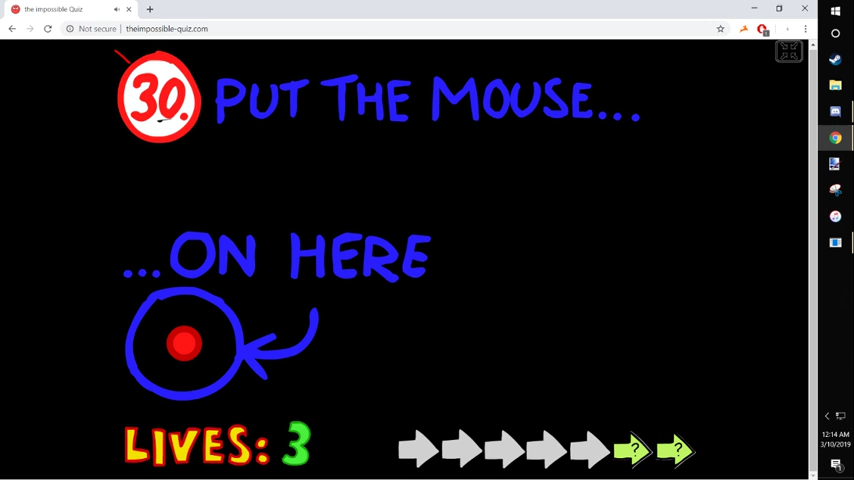 the impossible Quiz
Not secure | theimpossible-quiz.com
30. PUT THE MOUSE...
...ON HERE
LIVES: 3
? ?
12:14 AM
3/10/2019